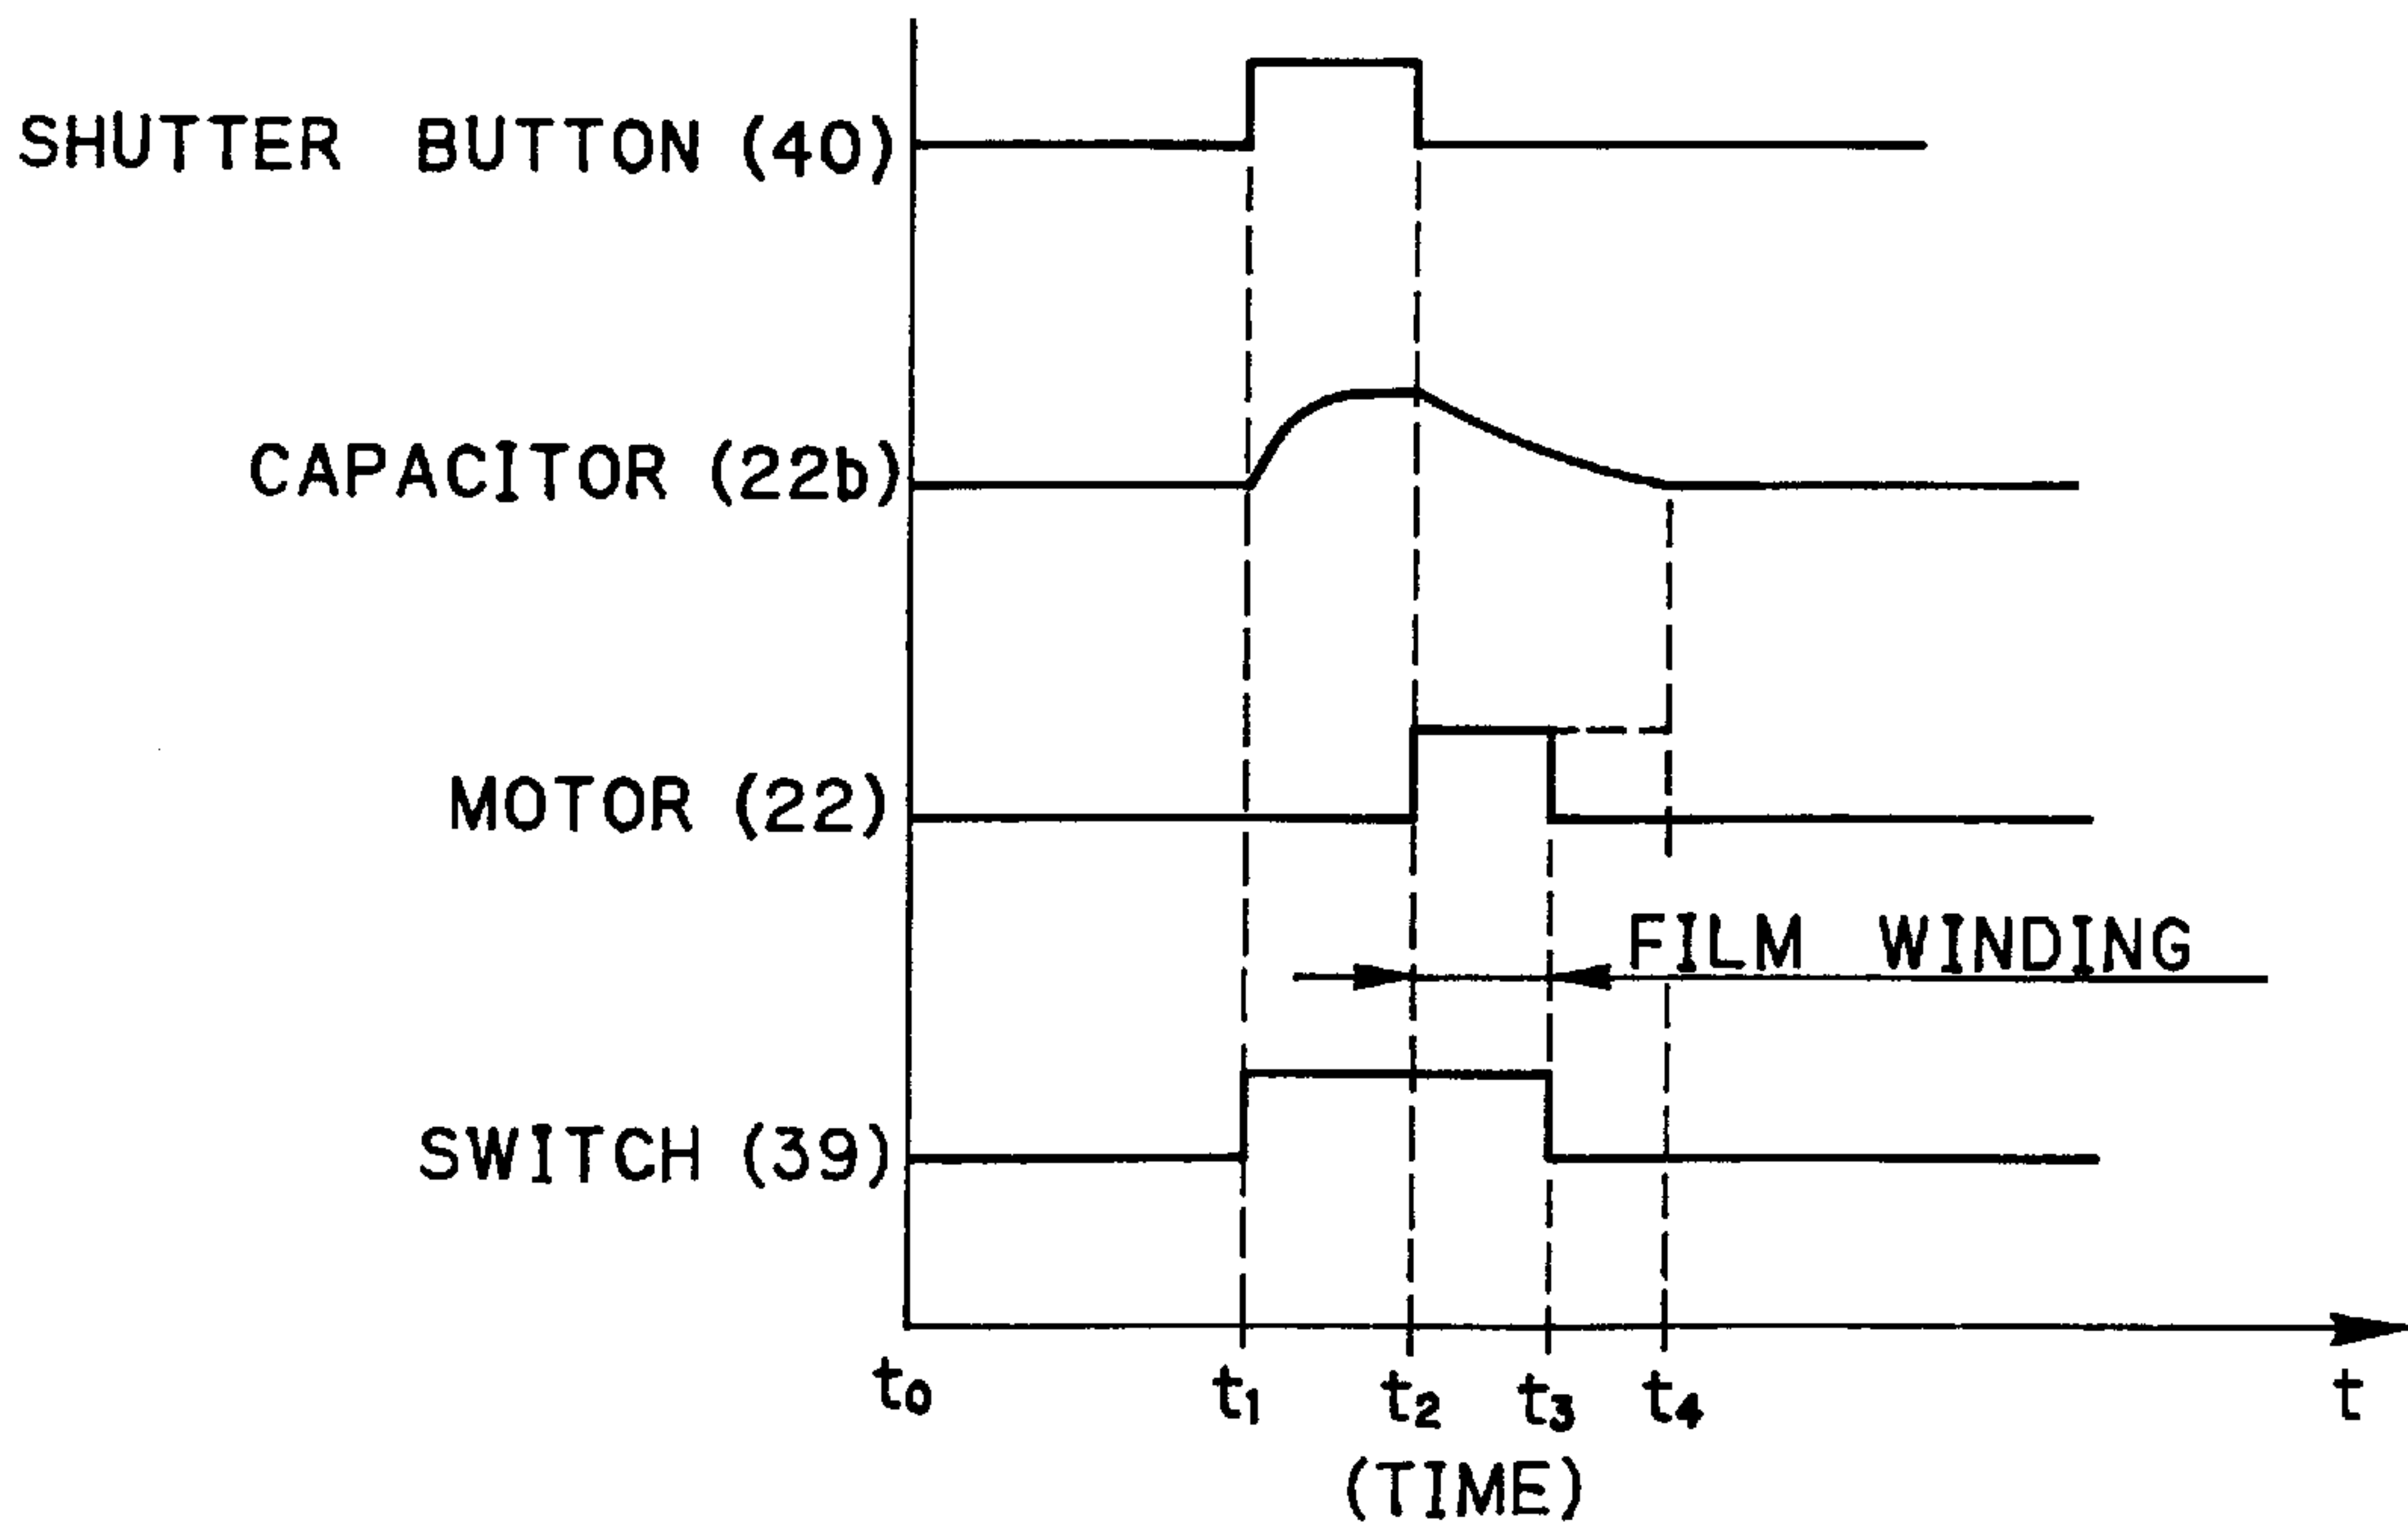 SHUTTER BUTTON (40)
CAPACITOR (22b)
MOTOR (22)
FILM WINDING
SWITCH (39)
t0 t1 t2 t3 t4 t
(TIME)